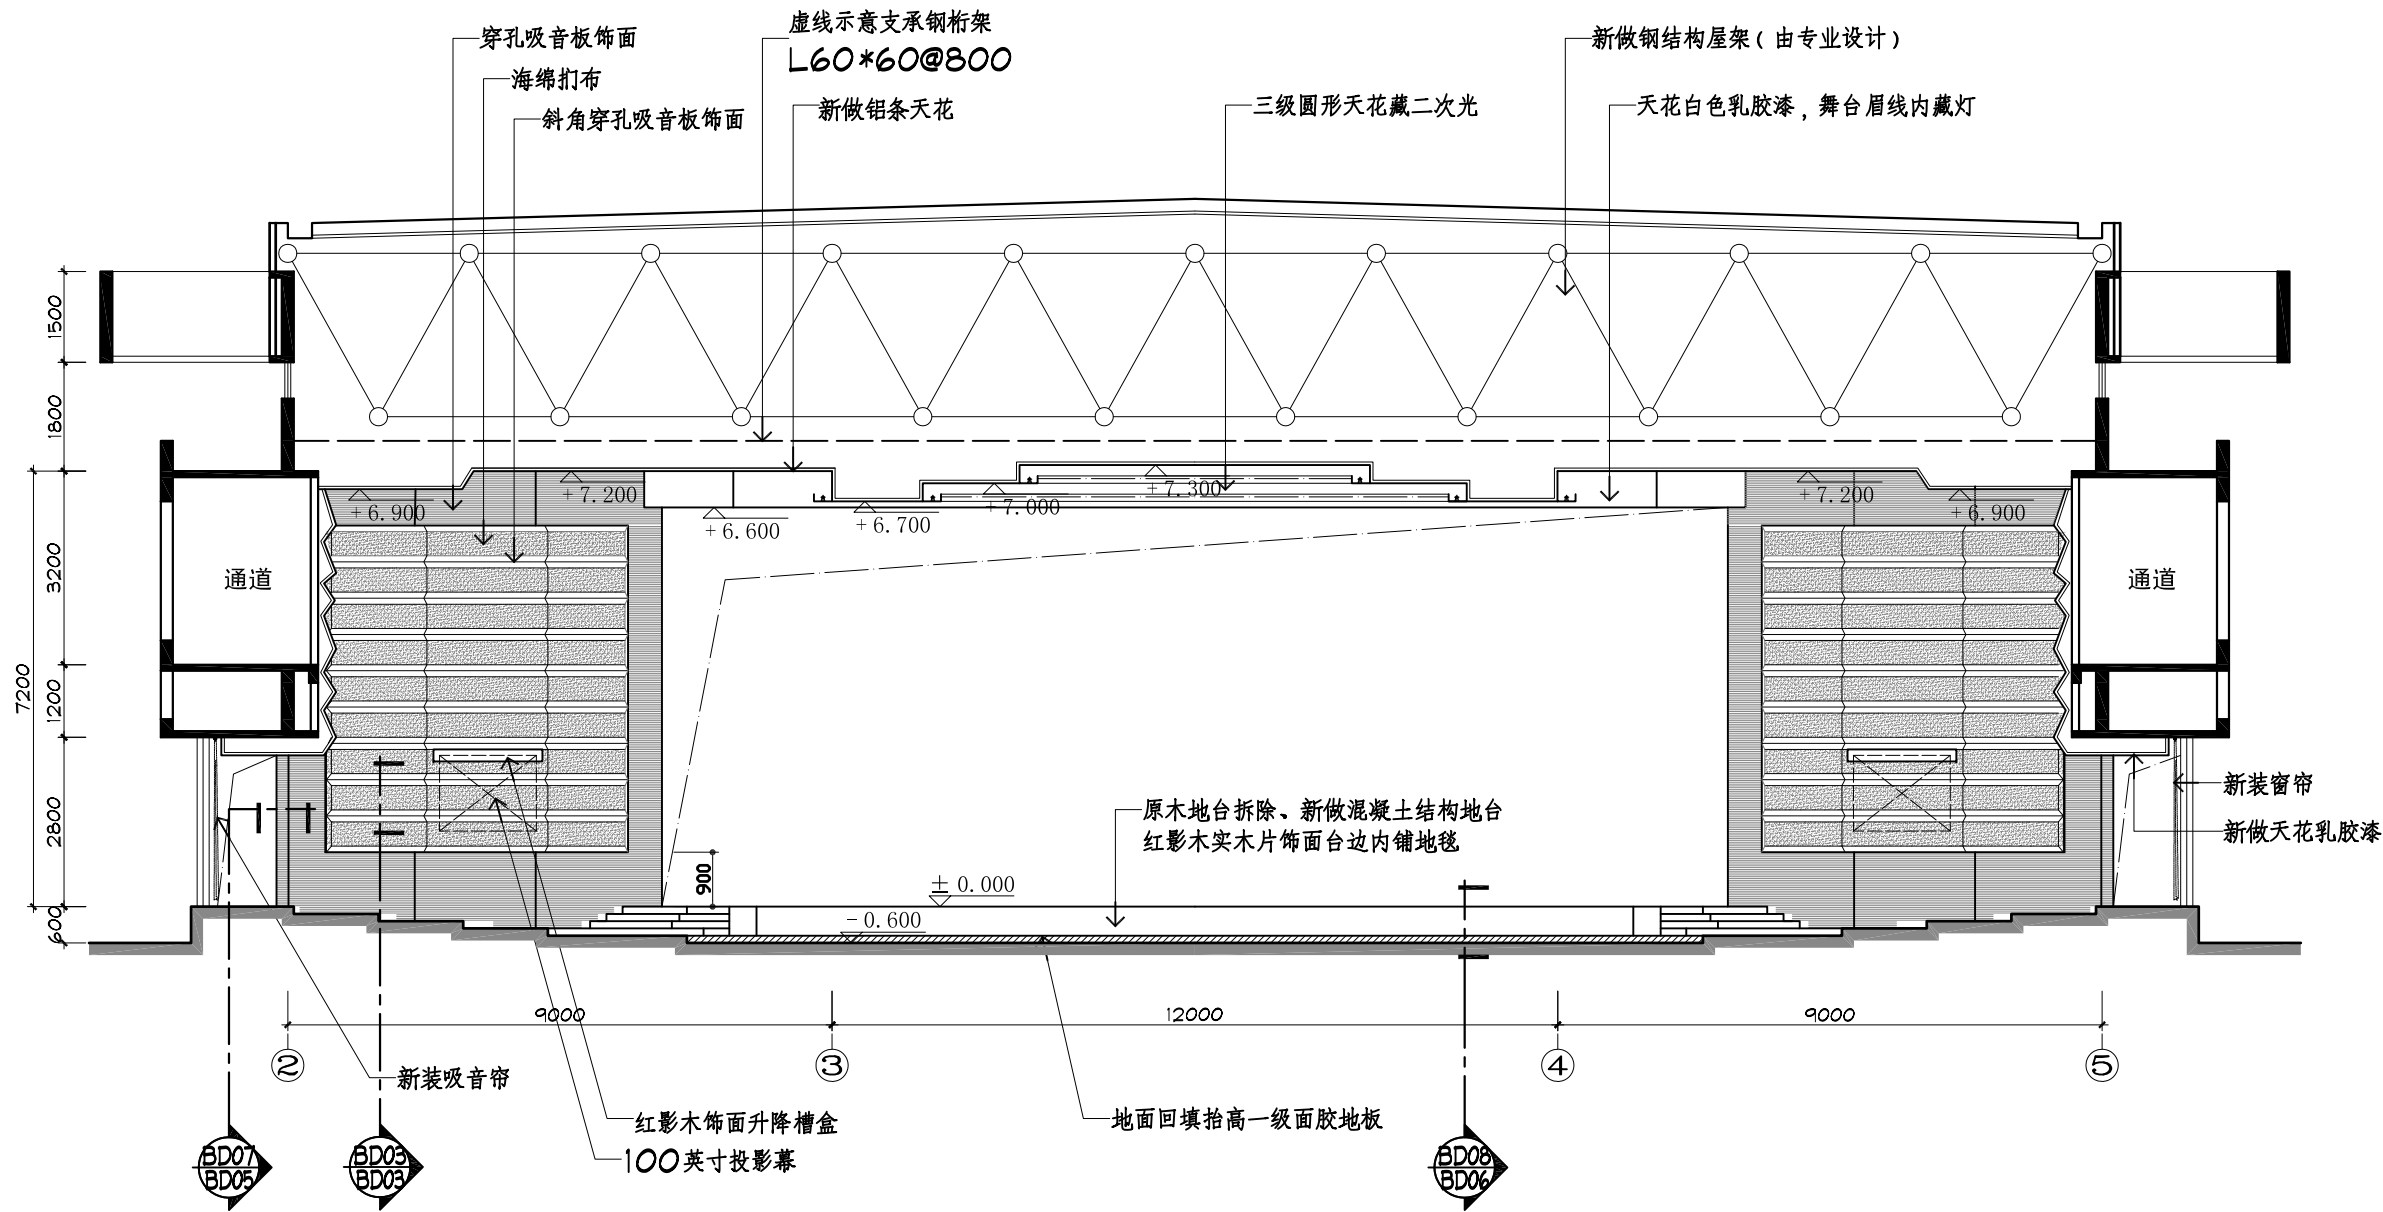 穿孔吸音板饰面
海绵扪布
斜角穿孔吸音板饰面
虚线示意支承钢桁架
L60*60@800
新做铝条天花
三级圆形天花藏二次光
新做钢结构屋架(由专业设计)
天花白色乳胶漆，舞台眉线内藏灯
1500
1800
7200
3200
1200
2800
600
通道
+6.900
+7.200
+6.600
+6.700
+7.000
+7.300
+7.200
+6.900
通道
原木地台拆除、新做混凝土结构地台
红影木实木片饰面台边内铺地毯
新装窗帘
新做天花乳胶漆
900
±0.000
-0.600
9000
12000
9000
2
3
4
5
新装吸音帘
红影木饰面升降槽盒
100英寸投影幕
地面回填抬高一级面胶地板
BD07
BD05
BD03
BD03
BD08
BD06